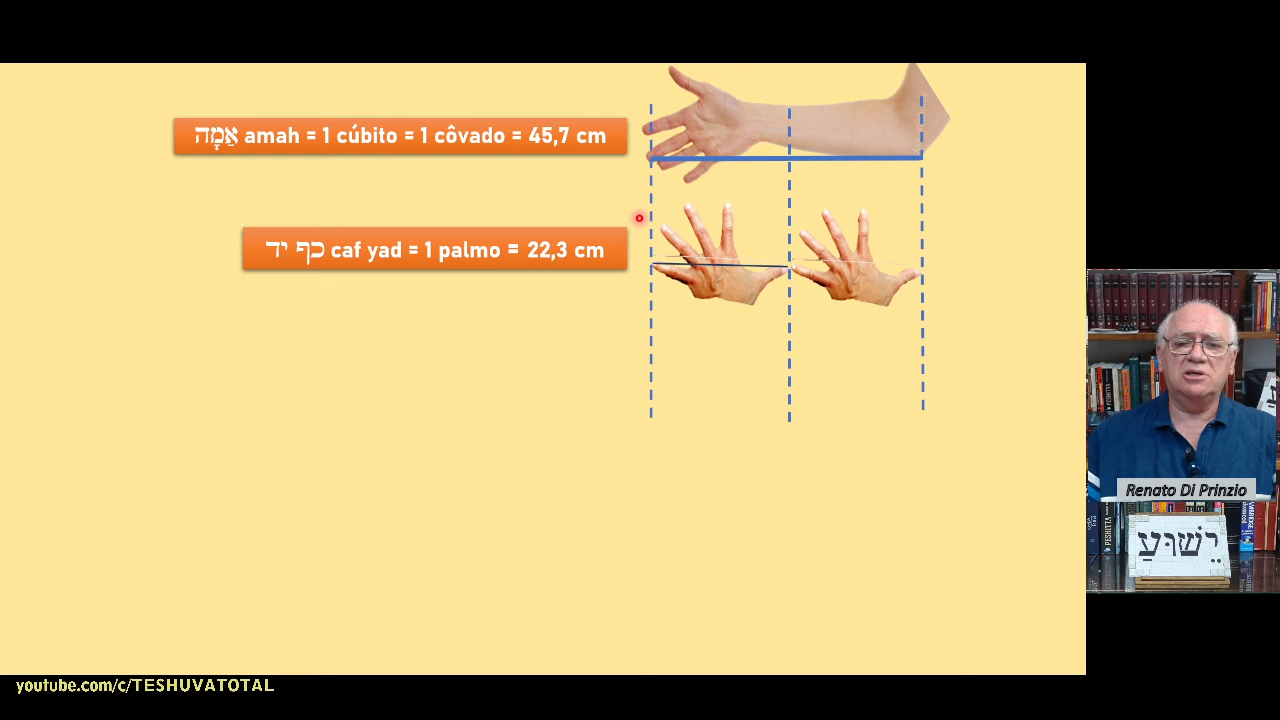 אַמָּה amah = 1 cúbito = 1 côvado = 45,7 cm
כף יד caf yad = 1 palmo = 22,3 cm
Renato Di Prinzio
PESHITTA
יֵשׁוּעַ
youtube.com/c/TESHUVATOTAL